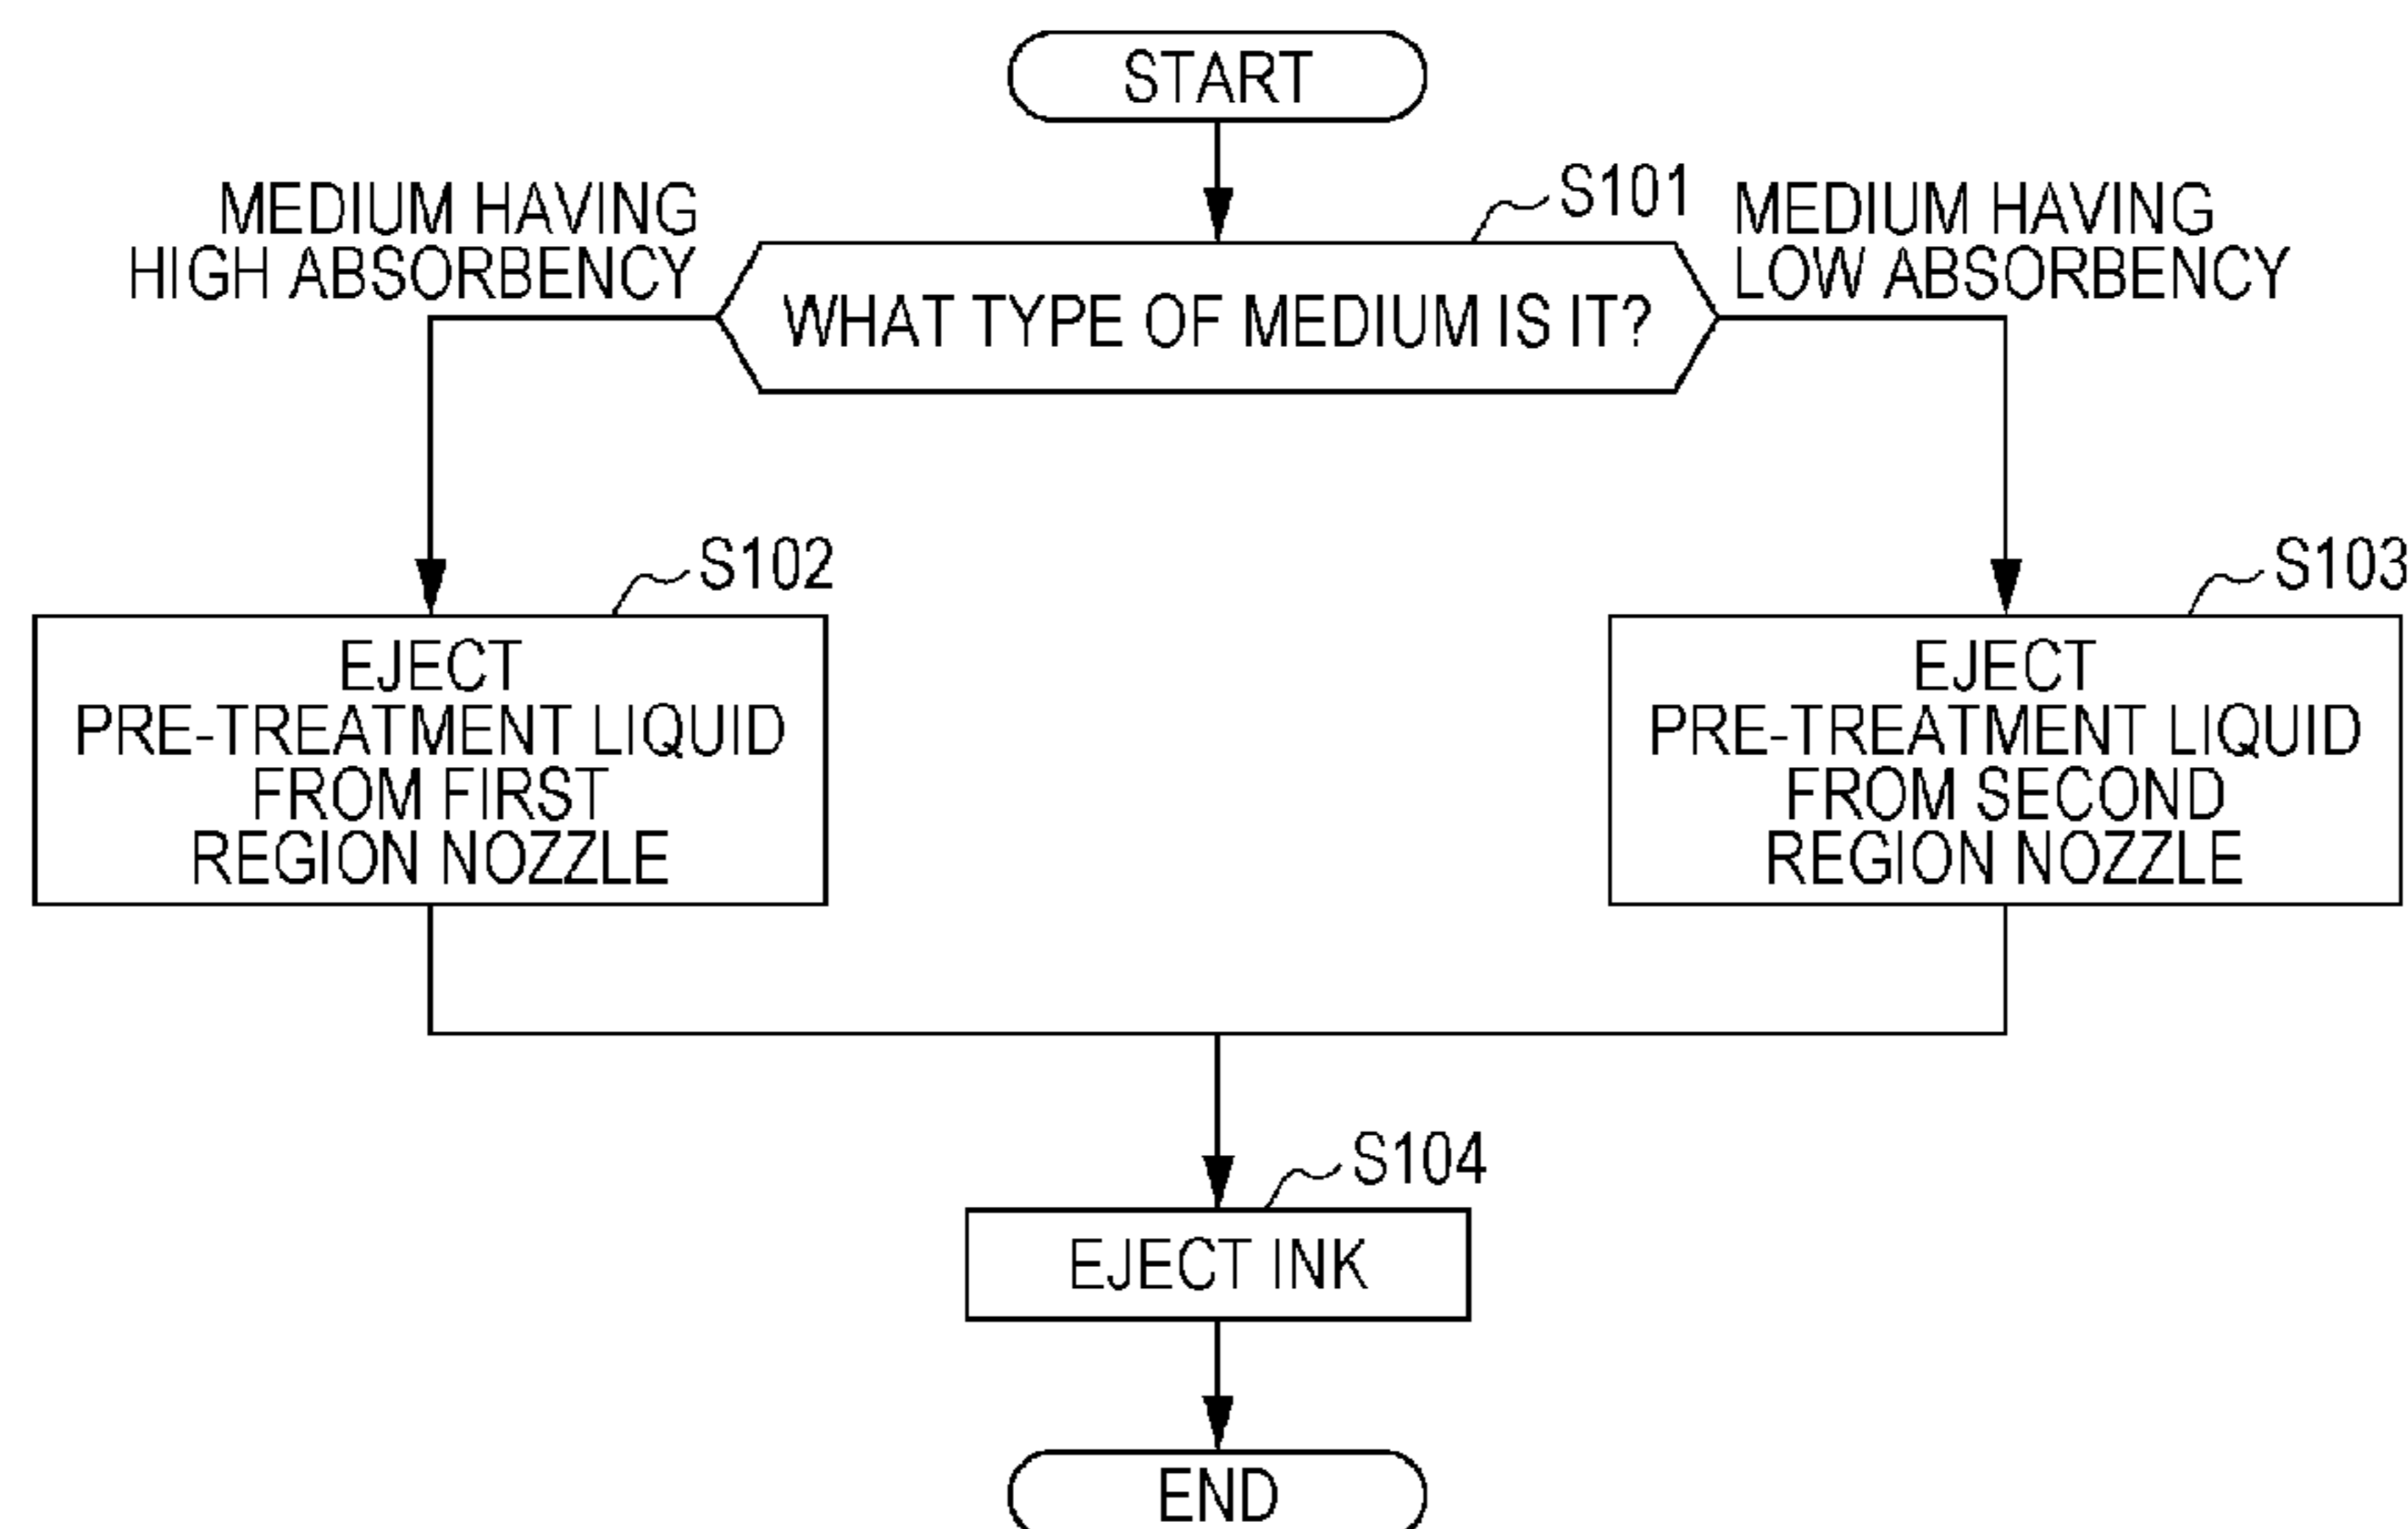 START
S101
MEDIUM HAVING
HIGH ABSORBENCY
MEDIUM HAVING
LOW ABSORBENCY
WHAT TYPE OF MEDIUM IS IT?
S102
EJECT
PRE-TREATMENT LIQUID
FROM FIRST
REGION NOZZLE
S103
EJECT
PRE-TREATMENT LIQUID
FROM SECOND
REGION NOZZLE
S104
EJECT INK
END